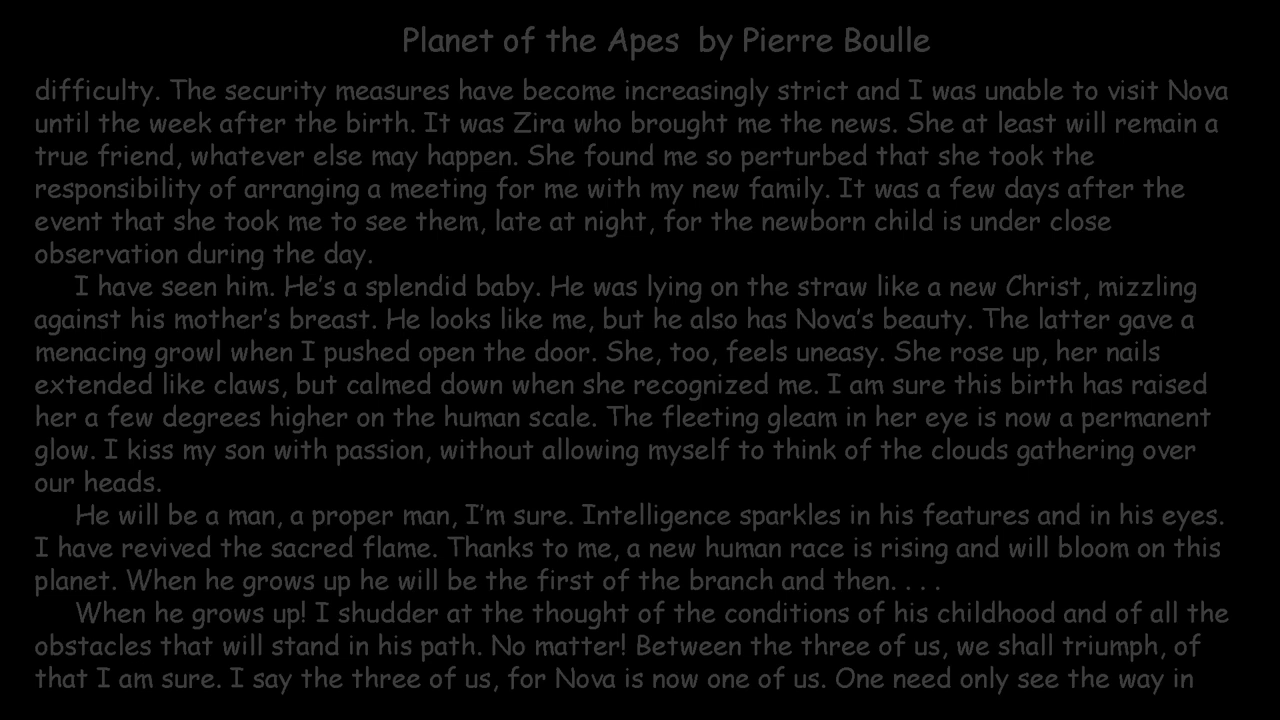 Planet of the Apes  by Pierre Boulle
difficulty. The security measures have become increasingly strict and I was unable to visit Nova
until the week after the birth. It was Zira who brought me the news. She at least will remain a
true friend, whatever else may happen. She found me so perturbed that she took the
responsibility of arranging a meeting for me with my new family. It was a few days after the
event that she took me to see them, late at night, for the newborn child is under close
observation during the day.
I have seen him. He’s a splendid baby. He was lying on the straw like a new Christ, mizzling
against his mother’s breast. He looks like me, but he also has Nova’s beauty. The latter gave a
menacing growl when I pushed open the door. She, too, feels uneasy. She rose up, her nails
extended like claws, but calmed down when she recognized me. I am sure this birth has raised
her a few degrees higher on the human scale. The fleeting gleam in her eye is now a permanent
glow. I kiss my son with passion, without allowing myself to think of the clouds gathering over
our heads.
He will be a man, a proper man, I’m sure. Intelligence sparkles in his features and in his eyes.
I have revived the sacred flame. Thanks to me, a new human race is rising and will bloom on this
planet. When he grows up he will be the first of the branch and then. . . .
When he grows up! I shudder at the thought of the conditions of his childhood and of all the
obstacles that will stand in his path. No matter! Between the three of us, we shall triumph, of
that I am sure. I say the three of us, for Nova is now one of us. One need only see the way in